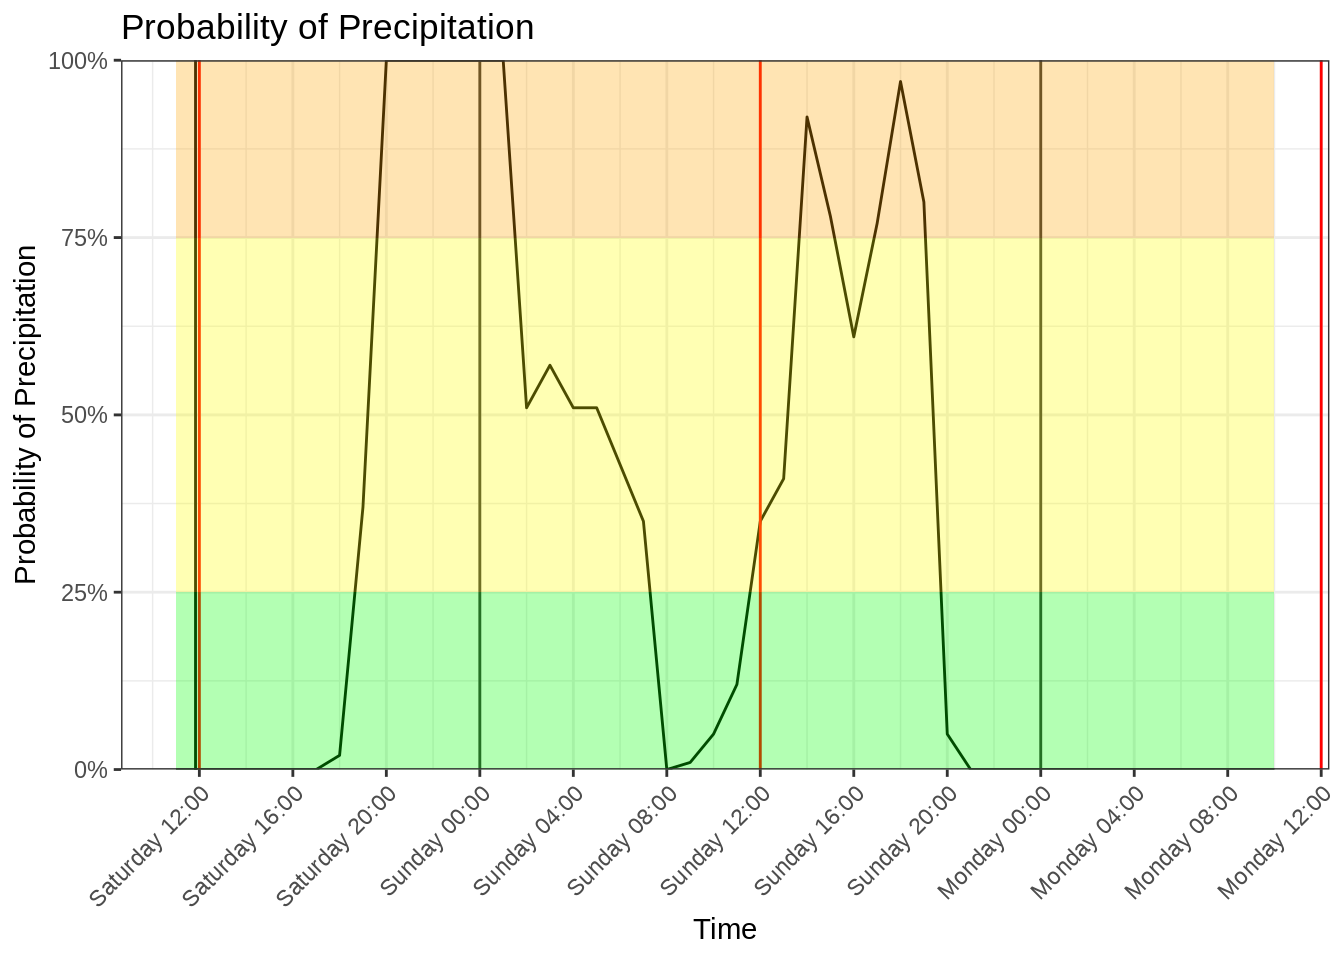 Probability of Precipitation
Probability of Precipitation
100%
75%
50%
25%
0%
Saturday 12:00
Saturday 16:00
Saturday 20:00
Sunday 00:00
Sunday 04:00
Sunday 08:00
Sunday 12:00
Sunday 16:00
Sunday 20:00
Monday 00:00
Monday 04:00
Monday 08:00
Monday 12:00
Time